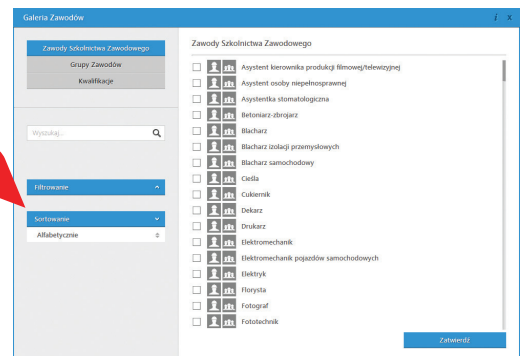 Galeria Zawodów
i x
Zawody Szkolnictwa Zawodowego
Grupy Zawodów
Kwalifikacje
Wyszukaj...
Filtrowanie
Sortowanie
Alfabetycznie
Zawody Szkolnictwa Zawodowego
Asystent kierownika produkcji filmowej/telewizyjnej
Asystent osoby niepełnosprawnej
Asystentka stomatologiczna
Betoniarz-zbrojarz
Blacharz
Blacharz izolacji przemysłowych
Blacharz samochodowy
Cieśla
Cukiernik
Dekarz
Drukarz
Elektromechanik
Elektromechanik pojazdów samochodowych
Elektryk
Florysta
Fotograf
Fototechnik
Zatwierdź